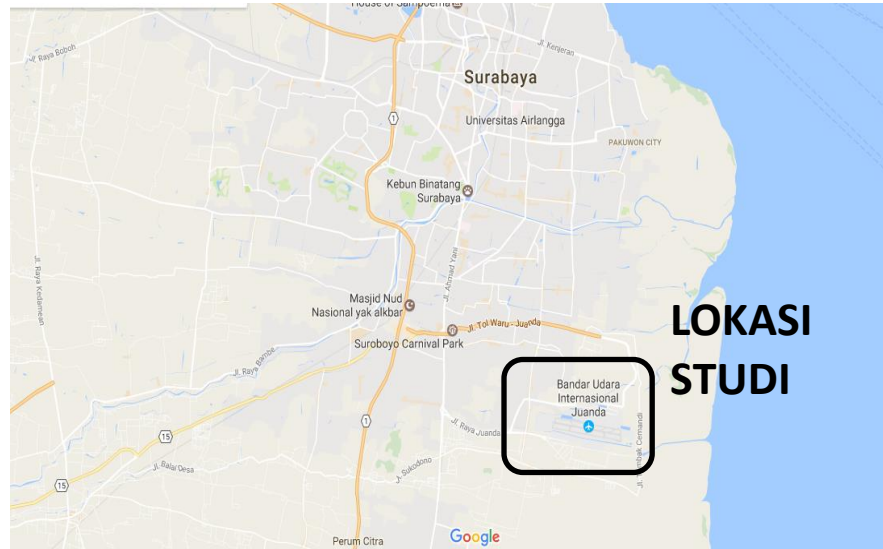 House of Sampoerna
Jl. Raya Boboh
Jl. Kenjeran
Surabaya
1
Universitas Airlangga
PAKUWON CITY
Kebun Binatang
Surabaya
Jl. Raya Kedamean
Jl. Ahmad Yani
Masjid Nud
Nasional yak alkbar
Jl. Tol Waru - Juanda
LOKASI
STUDI
Suroboyo Carnival Park
Jl. Raya Bambe
Bandar Udara
Internasional
Juanda
1
Jl. Raya Juanda
15
Jl. Tambak Cemandi
Jl. Balai Desa
Jl. Sukodono
15
Perum Citra
Google